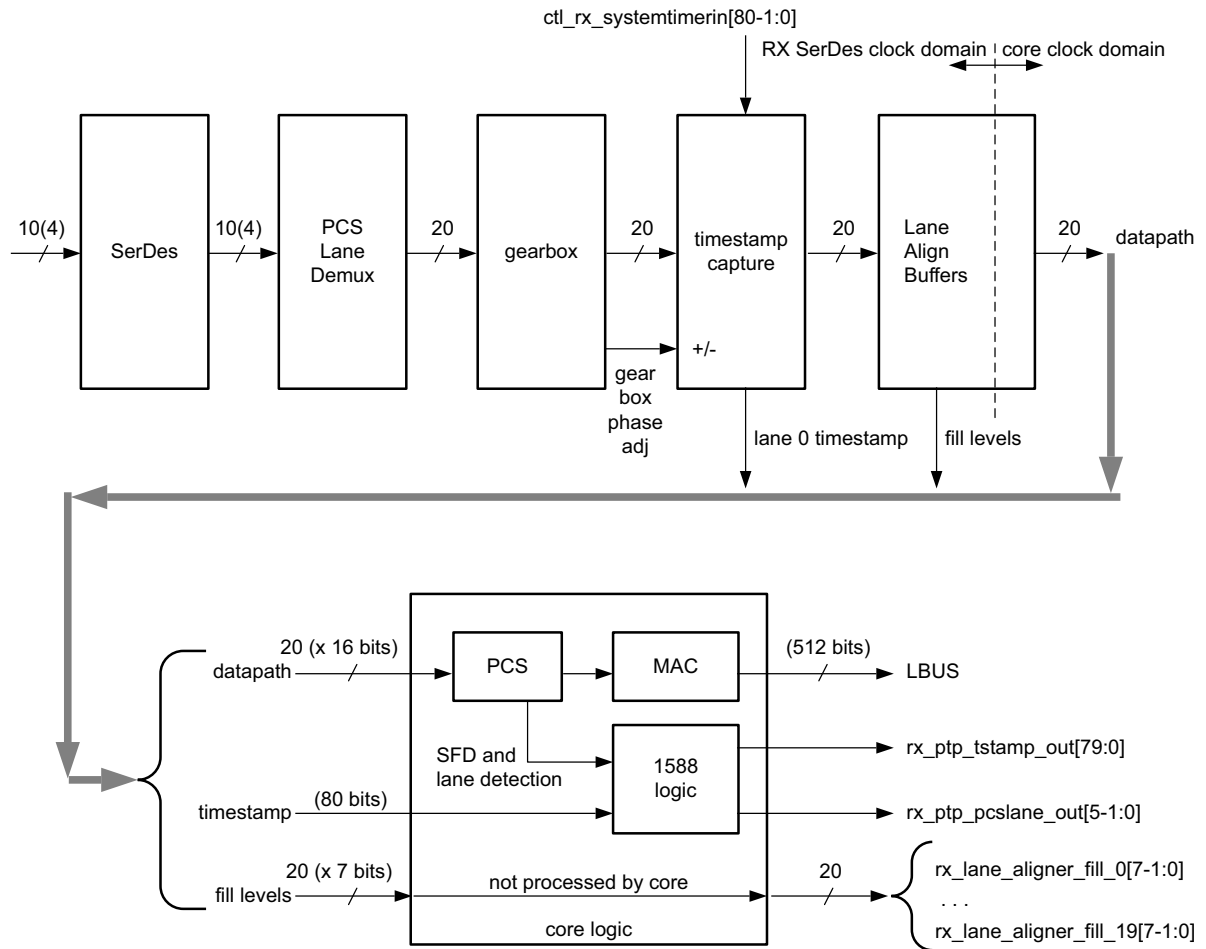 ctl_rx_systemtimerin[80-1:0]
RX SerDes clock domain
core clock domain
10(4)
SerDes
10(4)
PCS
Lane
Demux
20
gearbox
20
timestamp
capture
20
Lane
Align
Buffers
20
datapath
+/-
gear
box
phase
adj
lane 0 timestamp
fill levels
20 (x 16 bits)
datapath
PCS
MAC
(512 bits)
LBUS
SFD and
lane detection
1588
logic
rx_ptp_tstamp_out[79:0]
timestamp
(80 bits)
rx_ptp_pcslane_out[5-1:0]
20 (x 7 bits)
fill levels
not processed by core
20
rx_lane_aligner_fill_0[7-1:0]
. . .
rx_lane_aligner_fill_19[7-1:0]
core logic